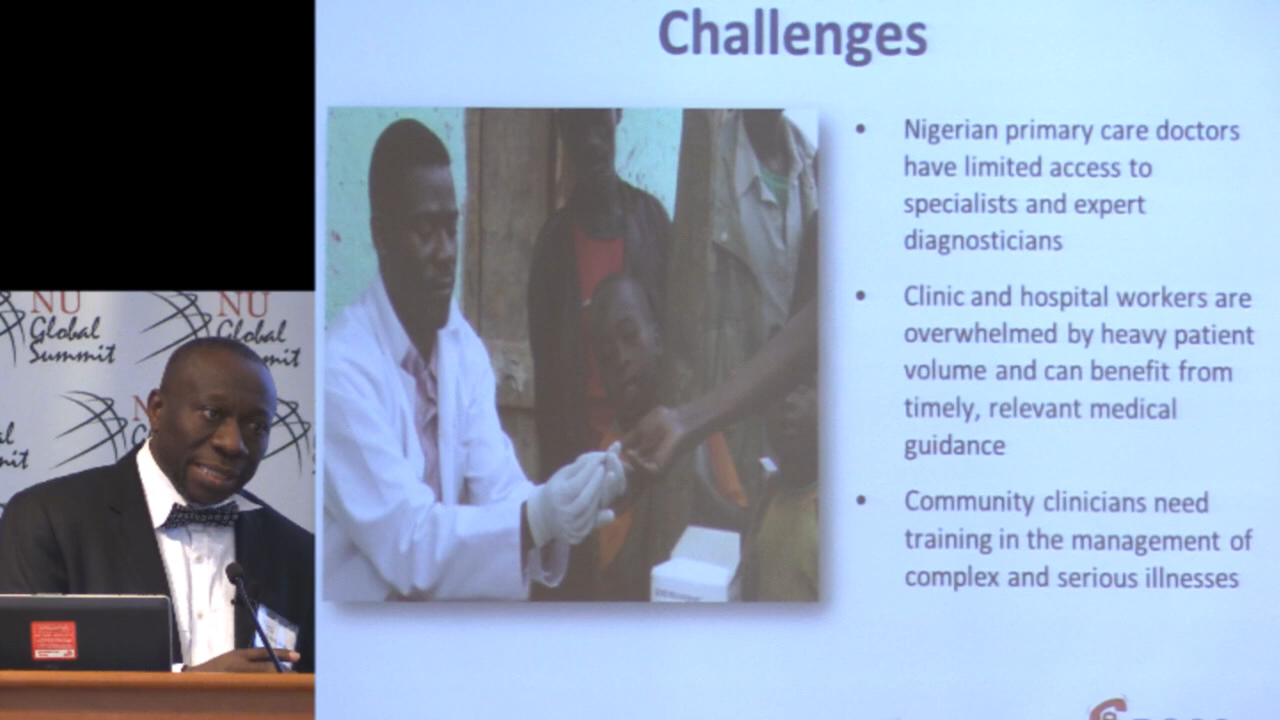 Challenges
• Nigerian primary care doctors
have limited access to
specialists and expert
diagnosticians
• Clinic and hospital workers are
overwhelmed by heavy patient
volume and can benefit from
timely, relevant medical
guidance
• Community clinicians need
training in the management of
complex and serious illnesses
NU
Global
Summit
NU
Global
Summit